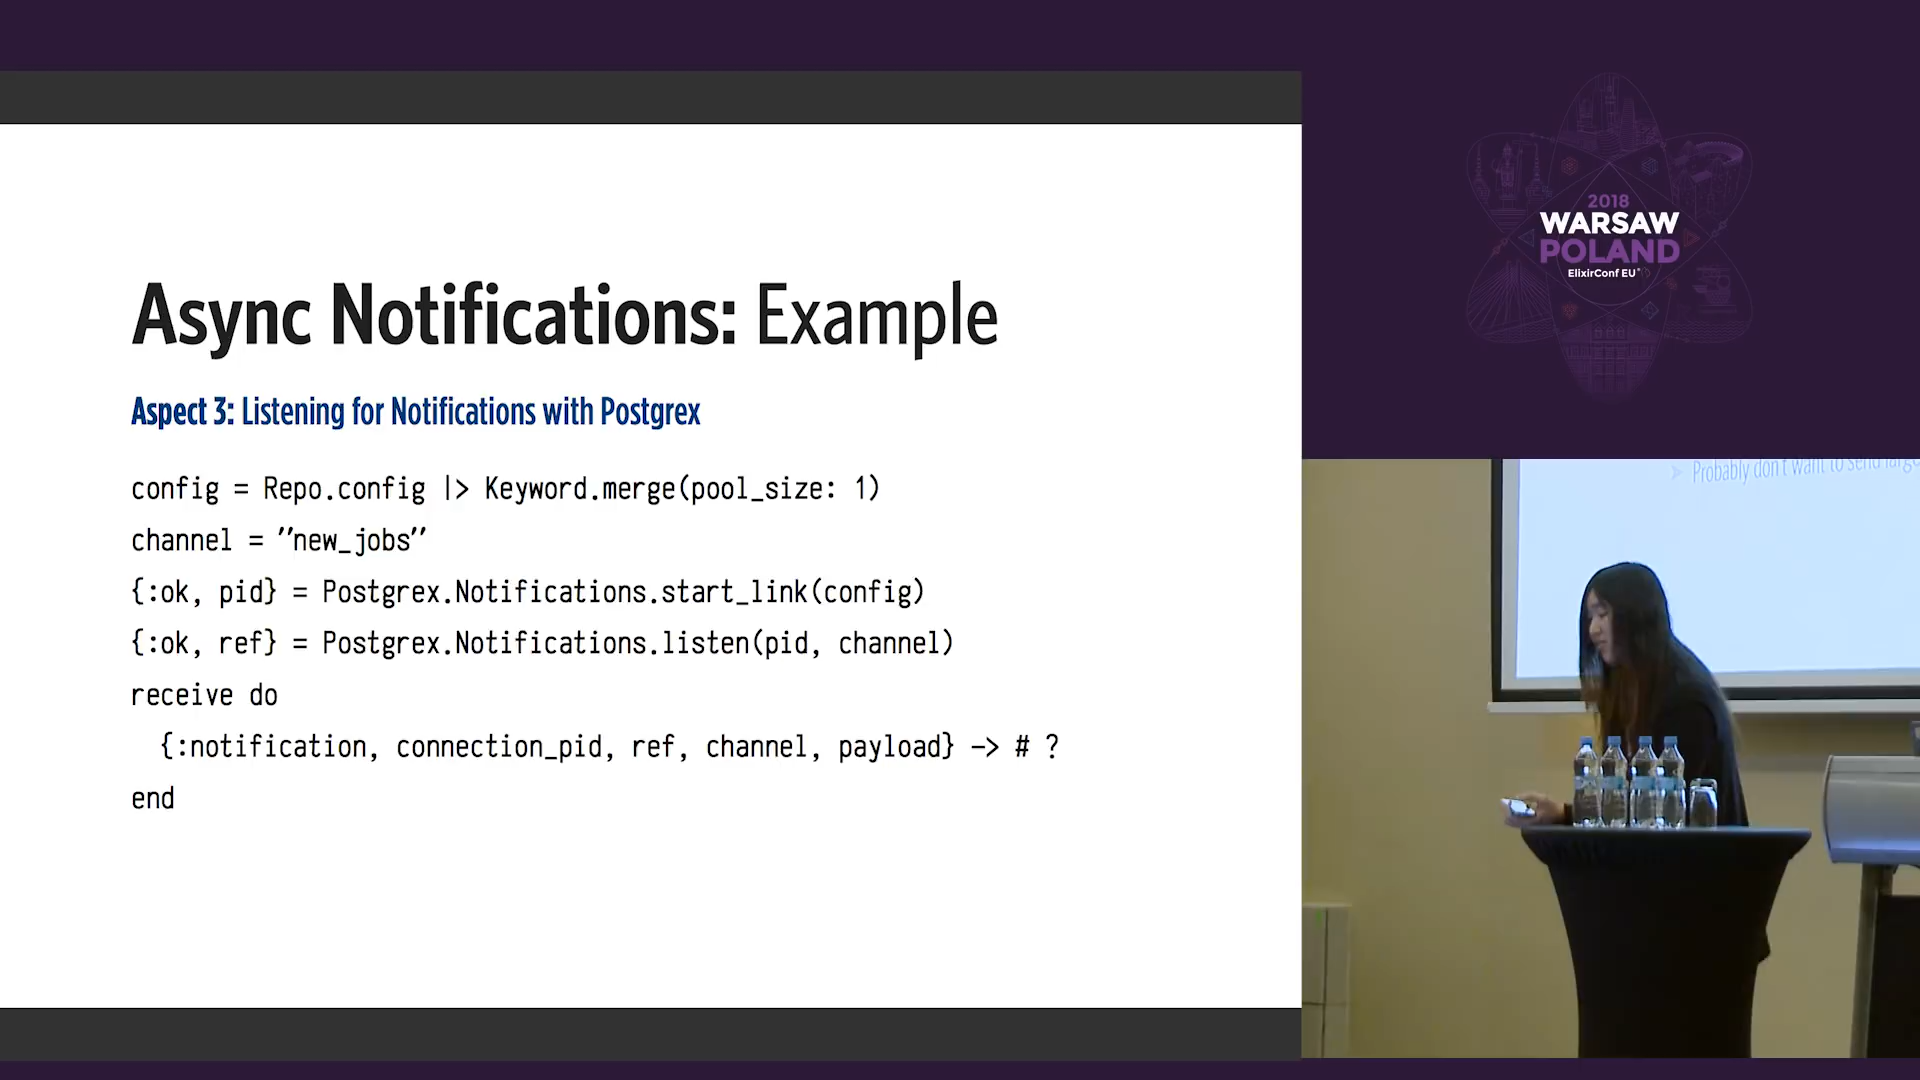 Async Notifications: Example
Aspect 3: Listening for Notifications with Postgrex
config = Repo.config |> Keyword.merge(pool_size: 1)
channel = "new_jobs"
{:ok, pid} = Postgrex.Notifications.start_link(config)
{:ok, ref} = Postgrex.Notifications.listen(pid, channel)
receive do
{:notification, connection_pid, ref, channel, payload} -> # ?
end
2018
WARSAW
POLAND
ElixirConf EU
Probably don't want to send